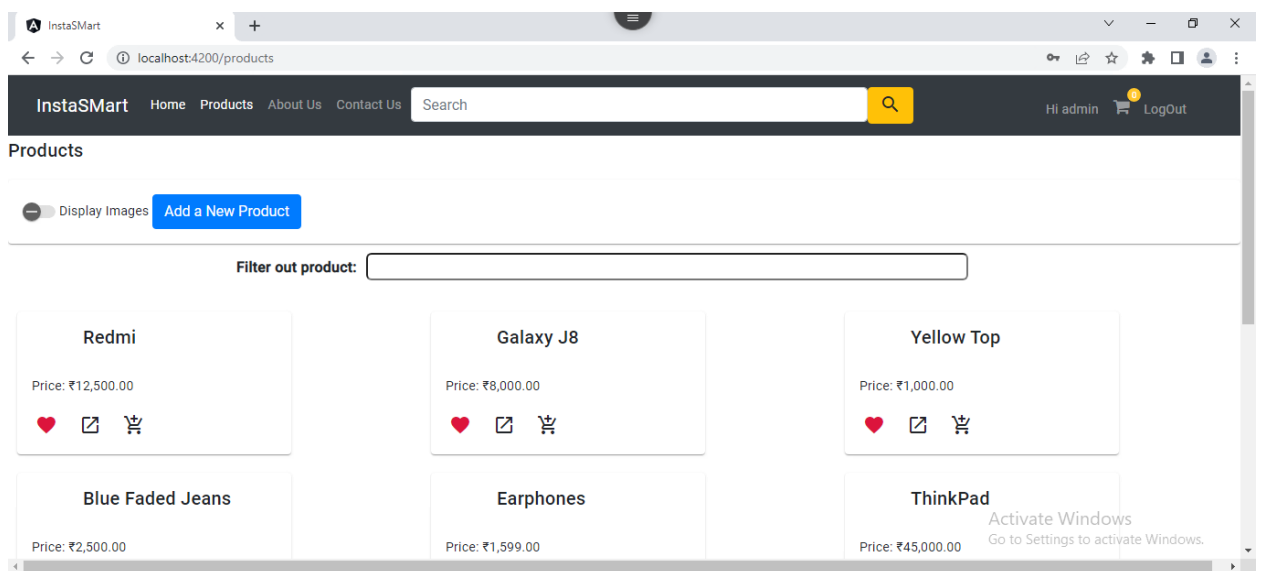 InstaSMart
localhost:4200/products
InstaSMart Home Products About Us Contact Us Search Hi admin 0 LogOut
Products
Display Images Add a New Product
Filter out product:
Redmi Galaxy J8 Yellow Top
Price: ₹12,500.00 Price: ₹8,000.00 Price: ₹1,000.00
Blue Faded Jeans Earphones ThinkPad
Price: ₹2,500.00 Price: ₹1,599.00 Price: ₹45,000.00
Activate Windows
Go to Settings to activate Windows.